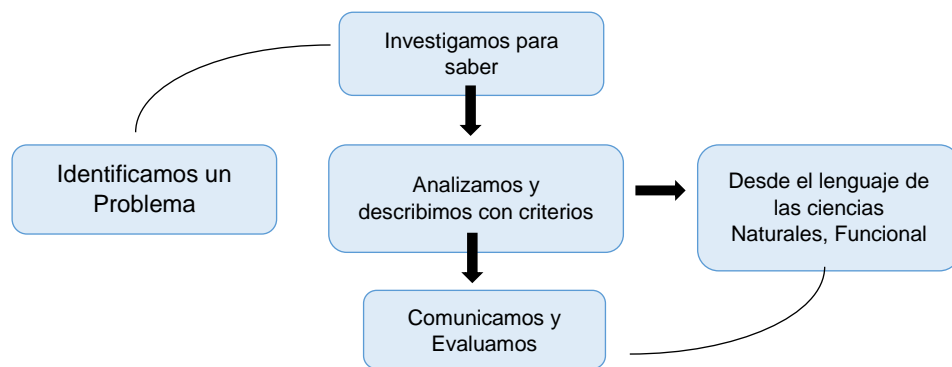 Investigamos para
saber
Identificamos un
Problema
Analizamos y
describimos con criterios
Desde el lenguaje de
las ciencias
Naturales, Funcional
Comunicamos y
Evaluamos